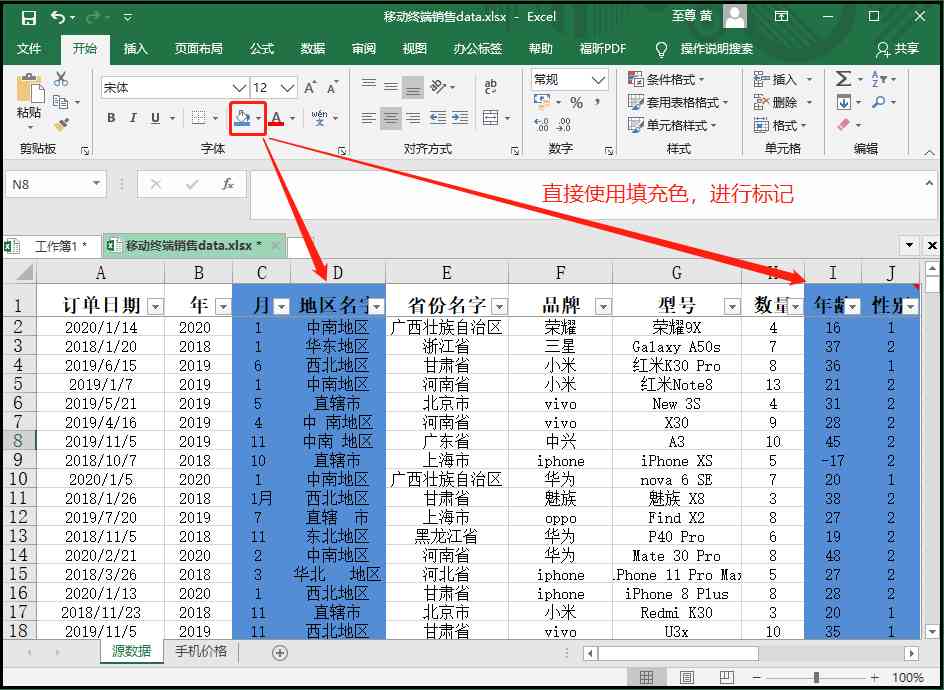 移动终端销售data.xlsx - Excel 至尊 黄
文件 开始 插入 页面布局 公式 数据 审阅 视图 办公标签 帮助 福昕PDF 操作说明搜索 共享
宋体 12 A A ab 常规 条件格式 插入 Σ
粘贴 % , 套用表格格式 删除
B I U A wén 单元格样式 格式
剪贴板 字体 对齐方式 数字 样式 单元格 编辑
N8 fx
直接使用填充色，进行标记
工作簿1 * 移动终端销售data.xlsx *
A B C D E F G H I J
1 订单日期 年 月 地区名字 省份名字 品牌 型号 数量 年龄 性别
2 2020/1/14 2020 1 中南地区 广西壮族自治区 荣耀 荣耀9X 4 16 1
3 2018/1/20 2018 1 华东地区 浙江省 三星 Galaxy A50s 7 37 2
4 2019/6/15 2019 6 西北地区 甘肃省 小米 红米K30 Pro 8 36 1
5 2019/1/7 2019 1 中南地区 河南省 小米 红米Note8 13 21 2
6 2019/5/21 2019 5 直辖市 北京市 vivo New 3S 4 31 2
7 2019/4/16 2019 4 中 南地区 河南省 vivo X30 9 28 2
8 2019/11/5 2019 11 中南 地区 广东省 中兴 A3 10 45 2
9 2018/10/7 2018 10 直辖市 上海市 iphone iPhone XS 5 -17 2
10 2020/1/5 2020 1 中南地区 广西壮族自治区 华为 nova 6 SE 7 20 1
11 2018/1/26 2018 1月 西北地区 甘肃省 魅族 魅族 X8 3 38 2
12 2019/7/20 2019 7 直辖 市 上海市 oppo Find X2 8 27 2
13 2018/11/5 2018 11 东北地区 黑龙江省 华为 P40 Pro 6 19 2
14 2020/2/21 2020 2 中南地区 河南省 华为 Mate 30 Pro 8 48 2
15 2018/3/26 2018 3 华北 地区 河北省 iphone Phone 11 Pro Max 5 27 2
16 2020/1/13 2020 1 西北地区 甘肃省 iphone iPhone 8 Plus 8 28 2
17 2018/11/23 2018 11 直辖市 北京市 小米 Redmi K30 3 20 1
18 2019/11/5 2019 11 西北地区 甘肃省 vivo U3x 10 35 1
源数据 手机价格
100%